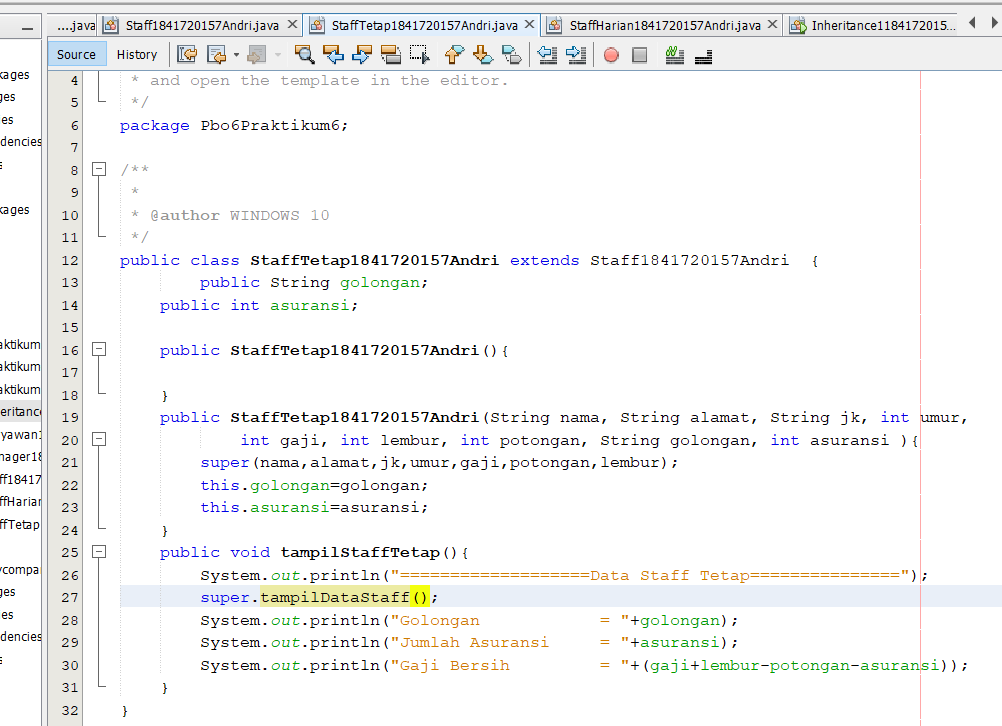 ....java
Staff1841720157Andri.java
StaffTetap1841720157Andri.java
StaffHarian1841720157Andri.java
Inheritance1184172015...
Source
History
kages
ges
es
dencies
s
kages
aktikum
aktikum
aktikum
eritance
yawan1
nager18
ff18417
ffHarian
ffTetap
ycompa
ges
es
dencies
s
4 * and open the template in the editor.
5 */
6 package Pbo6Praktikum6;
7
8 /**
9 *
10 * @author WINDOWS 10
11 */
12 public class StaffTetap1841720157Andri extends Staff1841720157Andri {
13 public String golongan;
14 public int asuransi;
15
16 public StaffTetap1841720157Andri(){
17
18 }
19 public StaffTetap1841720157Andri(String nama, String alamat, String jk, int umur,
20 int gaji, int lembur, int potongan, String golongan, int asuransi ){
21 super(nama,alamat,jk,umur,gaji,potongan,lembur);
22 this.golongan=golongan;
23 this.asuransi=asuransi;
24 }
25 public void tampilStaffTetap(){
26 System.out.println("===================Data Staff Tetap===============");
27 super.tampilDataStaff();
28 System.out.println("Golongan            = "+golongan);
29 System.out.println("Jumlah Asuransi     = "+asuransi);
30 System.out.println("Gaji Bersih         = "+(gaji+lembur-potongan-asuransi));
31 }
32 }